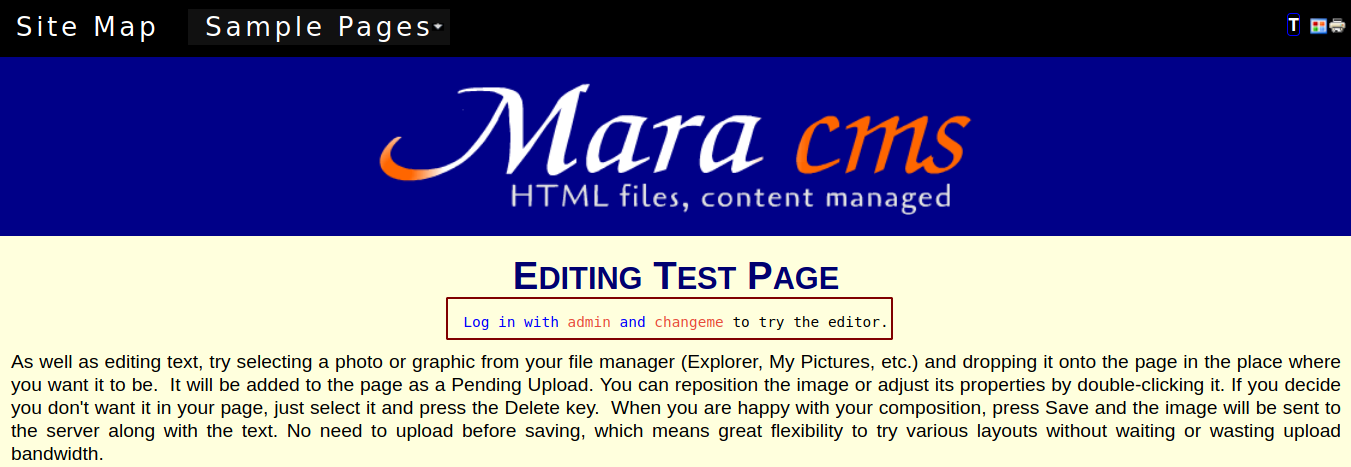 Site Map Sample Pages T
Mara cms
HTML files, content managed
EDITING TEST PAGE
Log in with admin and changeme to try the editor.
As well as editing text, try selecting a photo or graphic from your file manager (Explorer, My Pictures, etc.) and dropping it onto the page in the place where
you want it to be. It will be added to the page as a Pending Upload. You can reposition the image or adjust its properties by double-clicking it. If you decide
you don't want it in your page, just select it and press the Delete key. When you are happy with your composition, press Save and the image will be sent to
the server along with the text. No need to upload before saving, which means great flexibility to try various layouts without waiting or wasting upload
bandwidth.